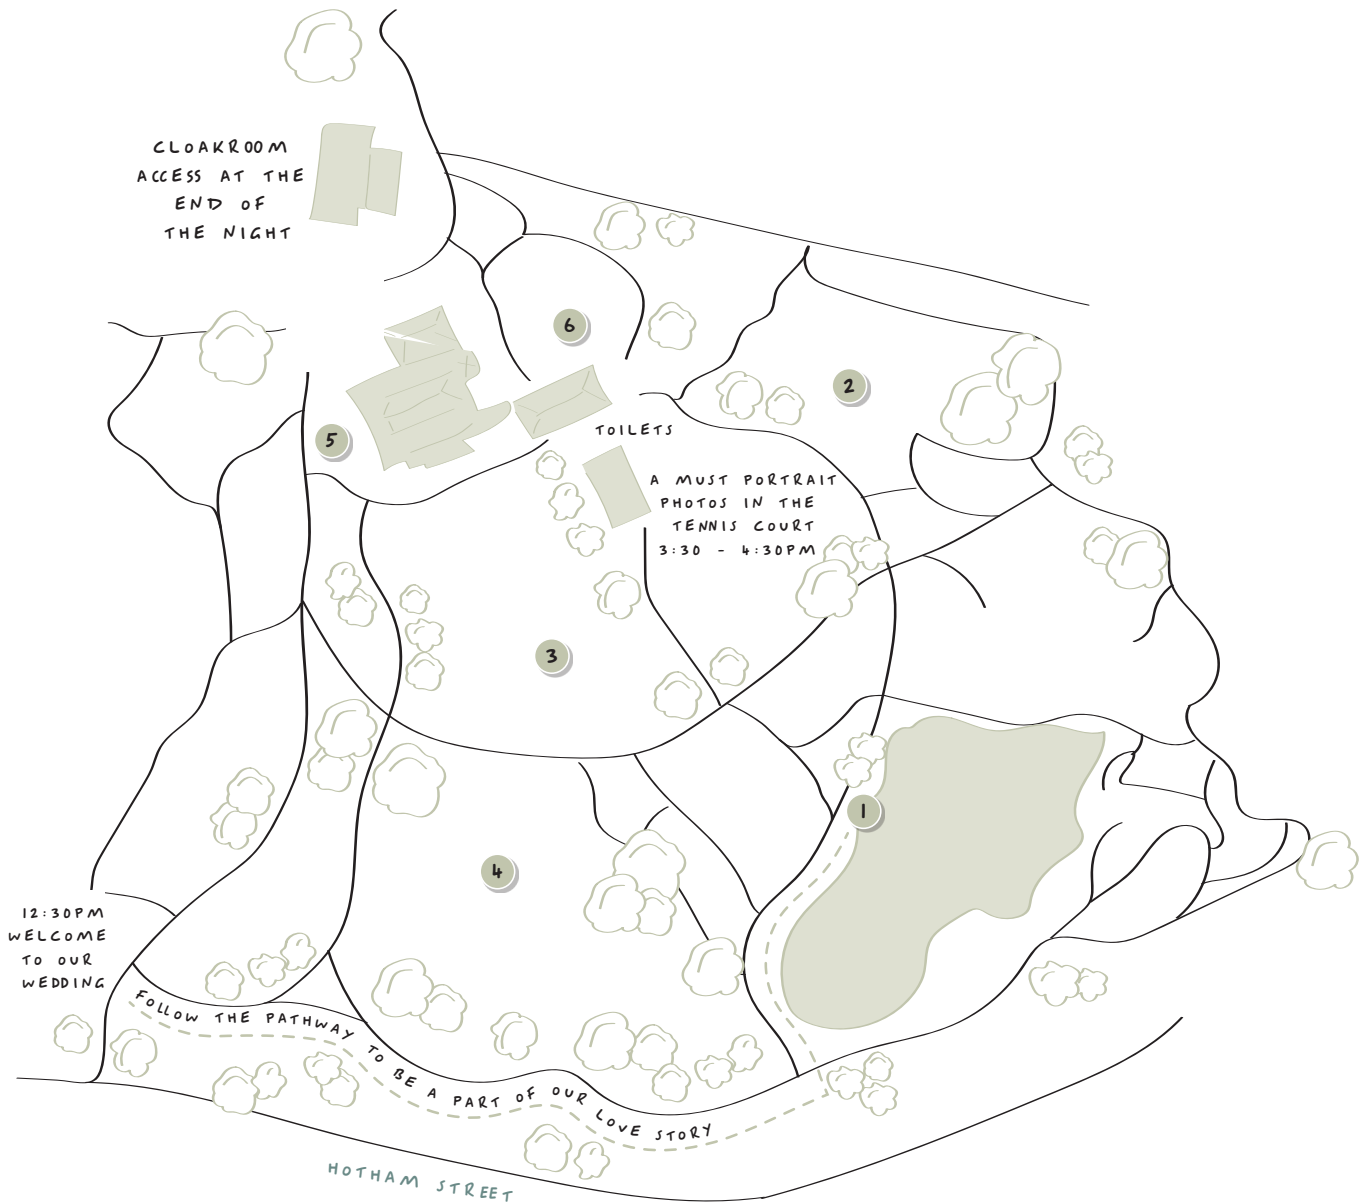 CLOAKROOM
ACCESS AT THE
END OF
THE NIGHT
6
2
5
TOILETS
A MUST PORTRAIT
PHOTOS IN THE
TENNIS COURT
3:30 - 4:30PM
3
1
4
12:30PM
WELCOME
TO OUR
WEDDING
FOLLOW THE PATHWAY TO BE A PART OF OUR LOVE STORY
HOTHAM STREET